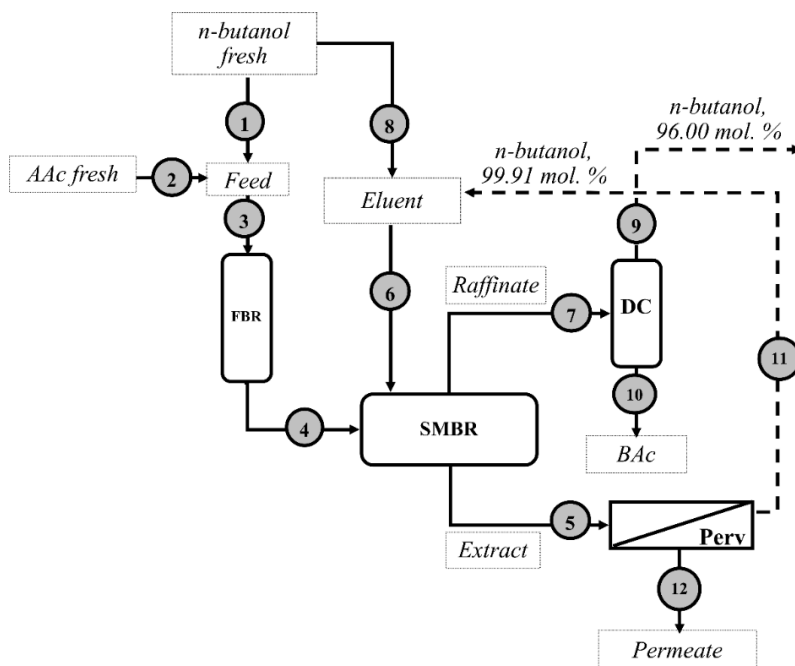 n-butanol
fresh
1
8
n-butanol,
96.00 mol. %
n-butanol,
99.91 mol. %
AAc fresh
2
Feed
Eluent
3
9
6
Raffinate
7
DC
FBR
11
10
4
SMBR
BAc
5
Perv
Extract
12
Permeate